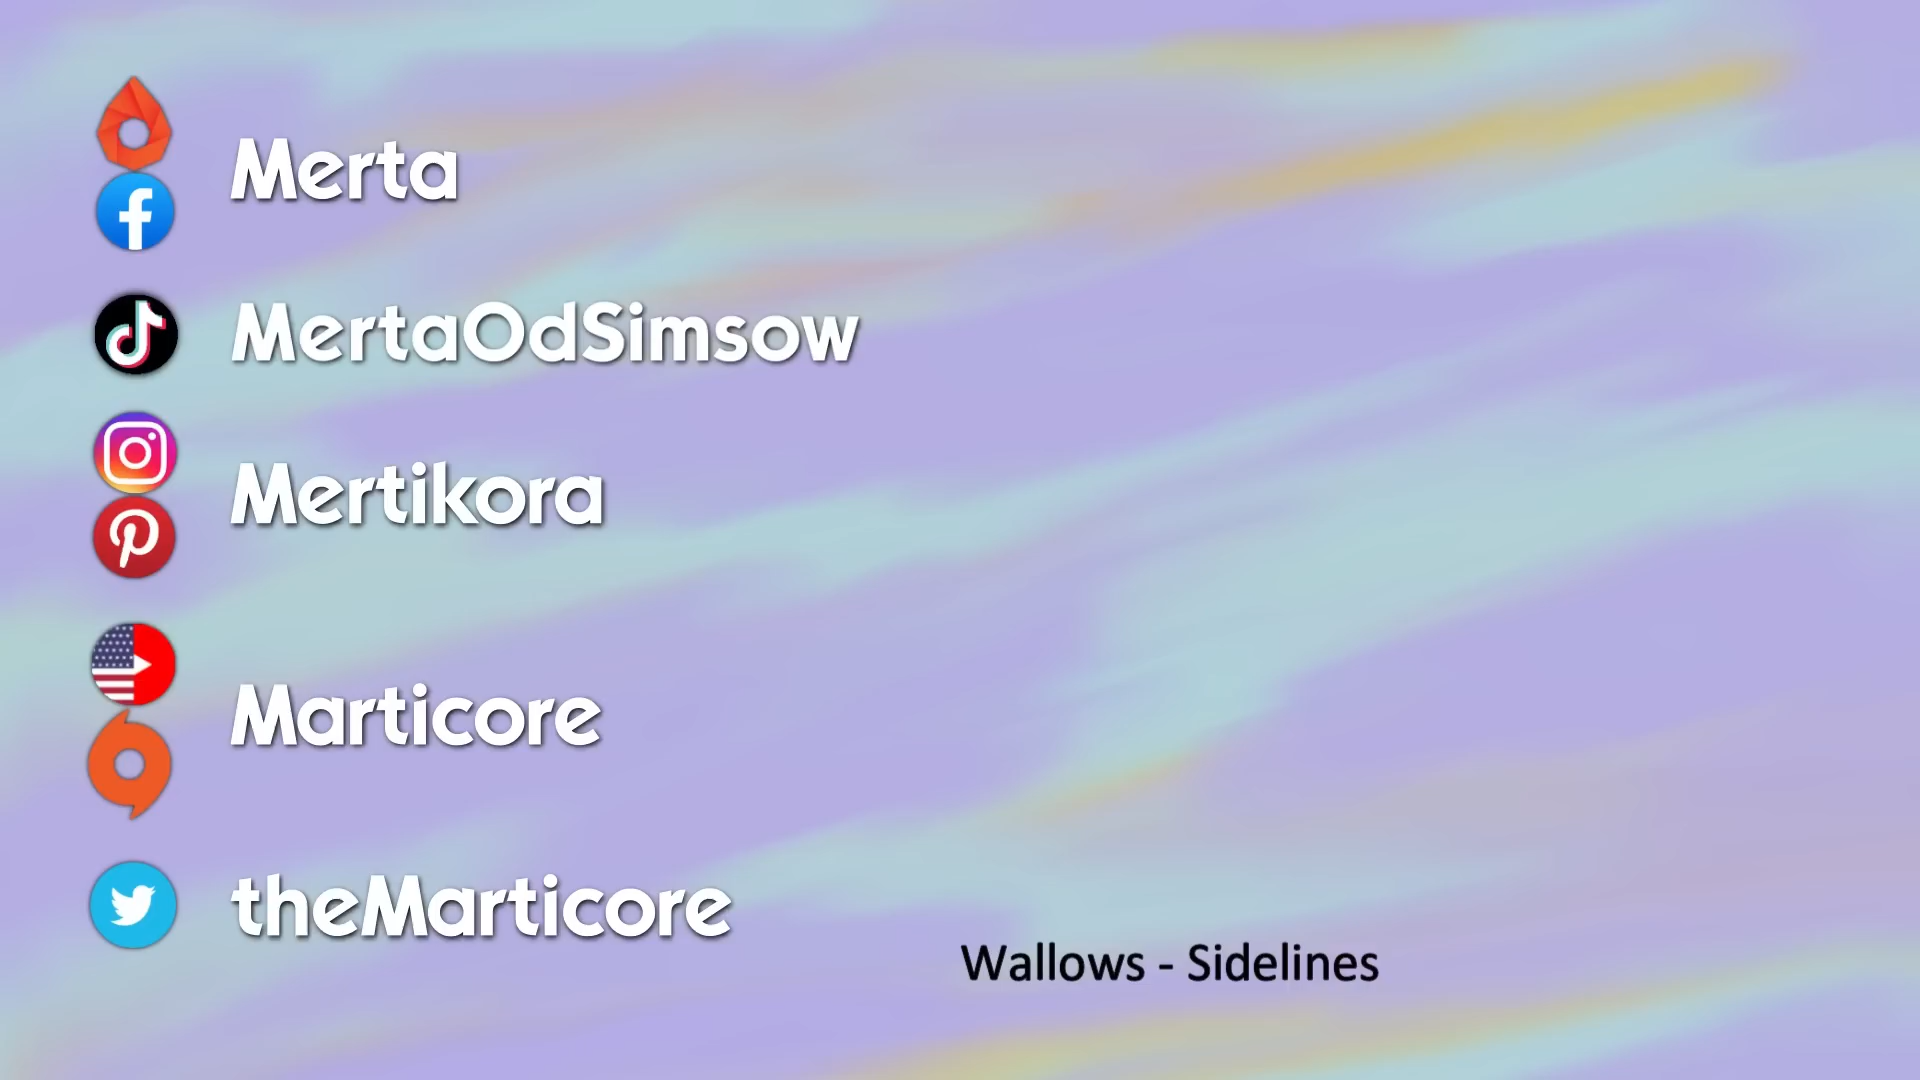 Merta
MertaOdSimsow
Mertikora
Marticore
theMarticore
Wallows - Sidelines